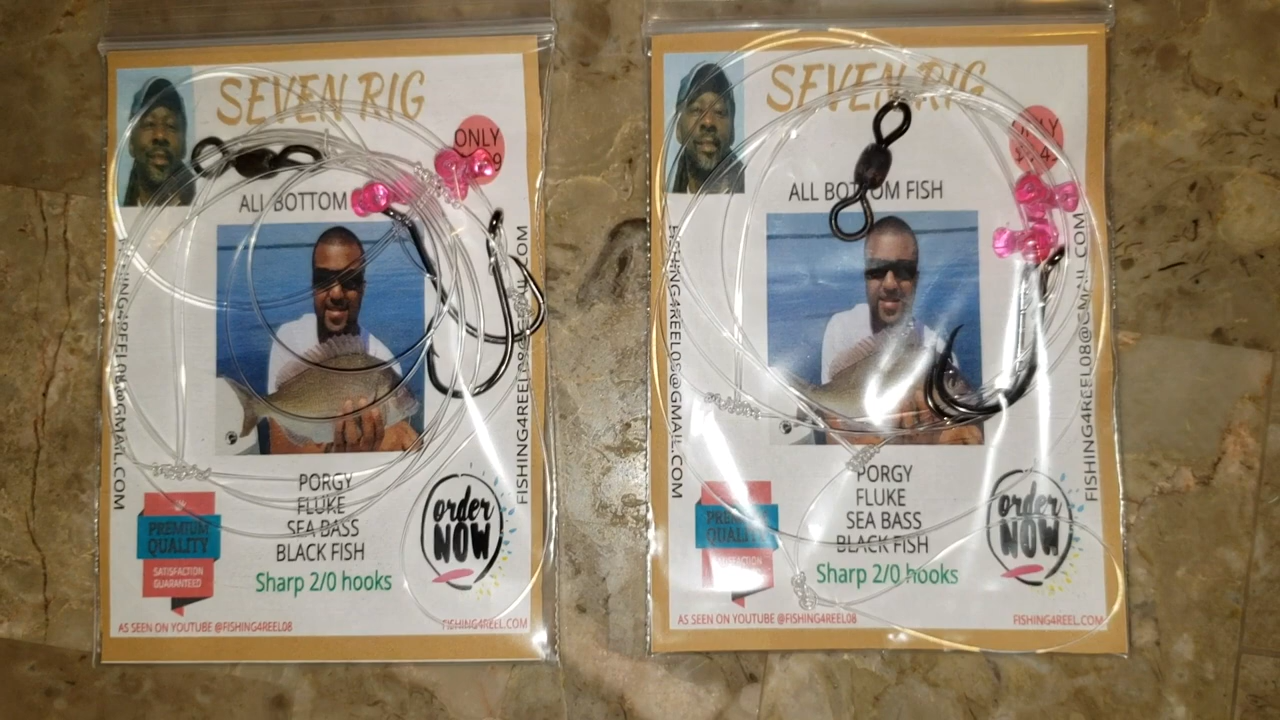 SEVEN RIG
ONLY
ALL BOTTOM
FISHING4REEL08@GMAIL.COM
PORGY
FLUKE
SEA BASS
BLACK FISH
Sharp 2/0 hooks
PREMIUM
QUALITY
SATISFACTION
GUARANTEED
order
NOW
AS SEEN ON YOUTUBE @FISHING4REEL08
FISHING4REEL.COM
SEVEN RIG
ONLY
ALL BOTTOM FISH
FISHING4REEL08@GMAIL.COM
FISHING4REEL08@GMAIL.COM
PORGY
FLUKE
SEA BASS
BLACK FISH
Sharp 2/0 hooks
PREMIUM
QUALITY
SATISFACTION
order
NOW
AS SEEN ON YOUTUBE @FISHING4REEL08
FISHING4REEL.COM